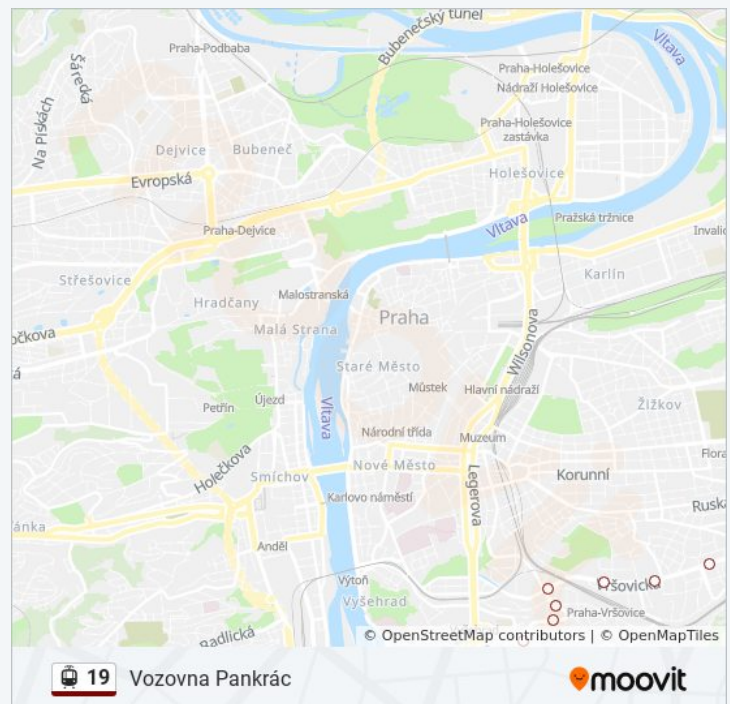 Bubenečský tunel
Vltava
Praha-Podbaba
Šárecká
Praha-Holešovice
Nádraží Holešovice
Na Pískách
Praha-Holešovice
zastávka
Dejvice
Bubeneč
Evropská
Holešovice
Praha-Dejvice
Vltava
Pražská tržnice
Invalid
Střešovice
Karlín
Hradčany
Malostranská
Praha
Malá Strana
očkova
Wilsonova
á
Staré Město
Můstek
Hlavní nádraží
Petřín
Újezd
Vltava
Žižkov
Národní třída
Muzeum
Flora
Holečkova
Smíchov
Nové Město
Korunní
Karlovo náměstí
Legerova
Ruska
ánka
Anděl
Výtoň
Vršovická
Vyšehrad
Praha-Vršovice
Radlická
© OpenStreetMap contributors | © OpenMapTiles
19 Vozovna Pankrác
moovit